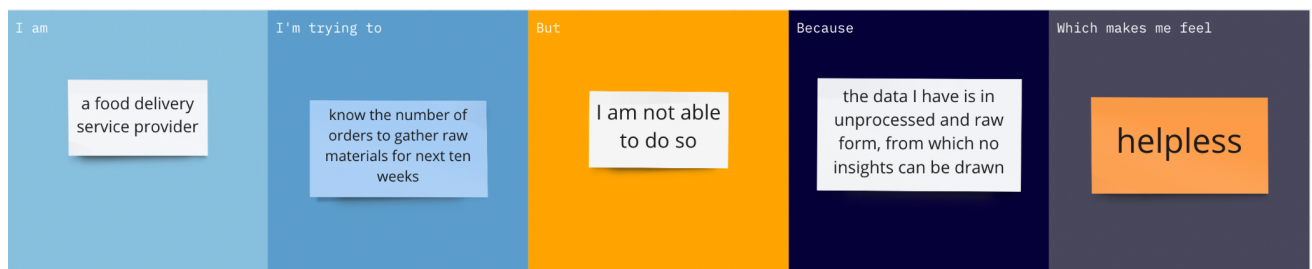 I am
a food delivery
service provider
I'm trying to
know the number of
orders to gather raw
materials for next ten
weeks
But
I am not able
to do so
Because
the data I have is in
unprocessed and raw
form, from which no
insights can be drawn
Which makes me feel
helpless